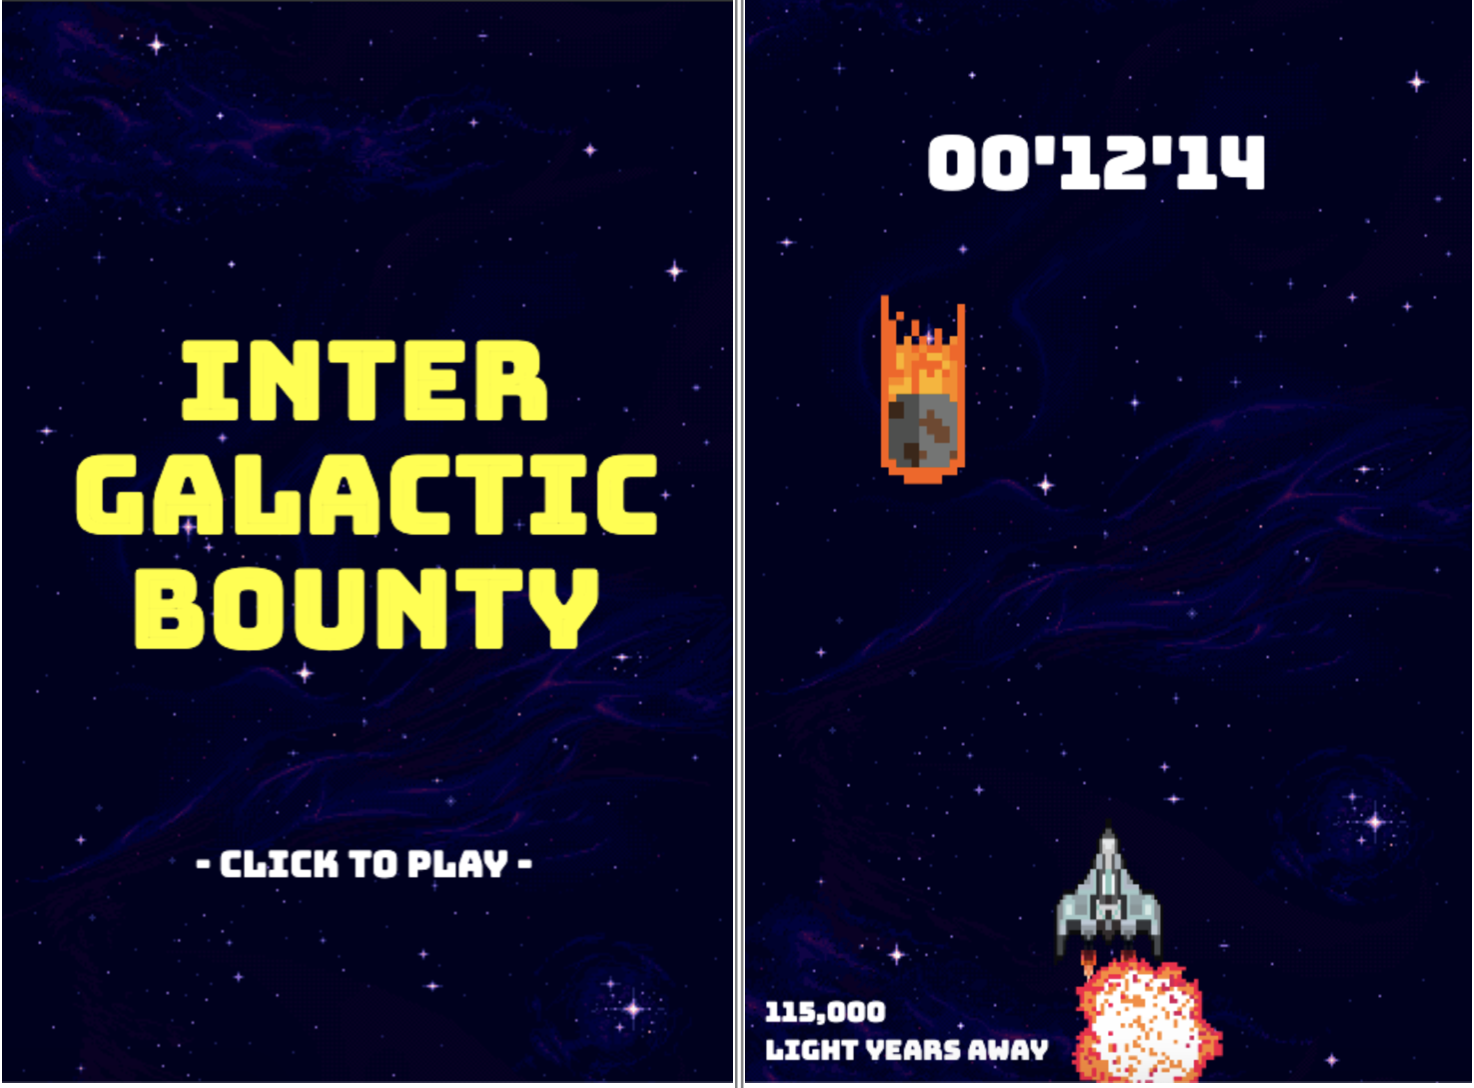 INTER
GALACTIC
BOUNTY
- CLICK TO PLAY -
00'12'14
115,000
LIGHT YEARS AWAY